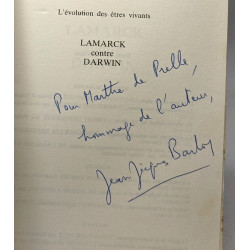 L'évolution des êtres vivants
LAMARCK
contre
DARWIN
Pour Marthe de Prelle,
hommage de l'auteur,
Jean-Jacques Barloy